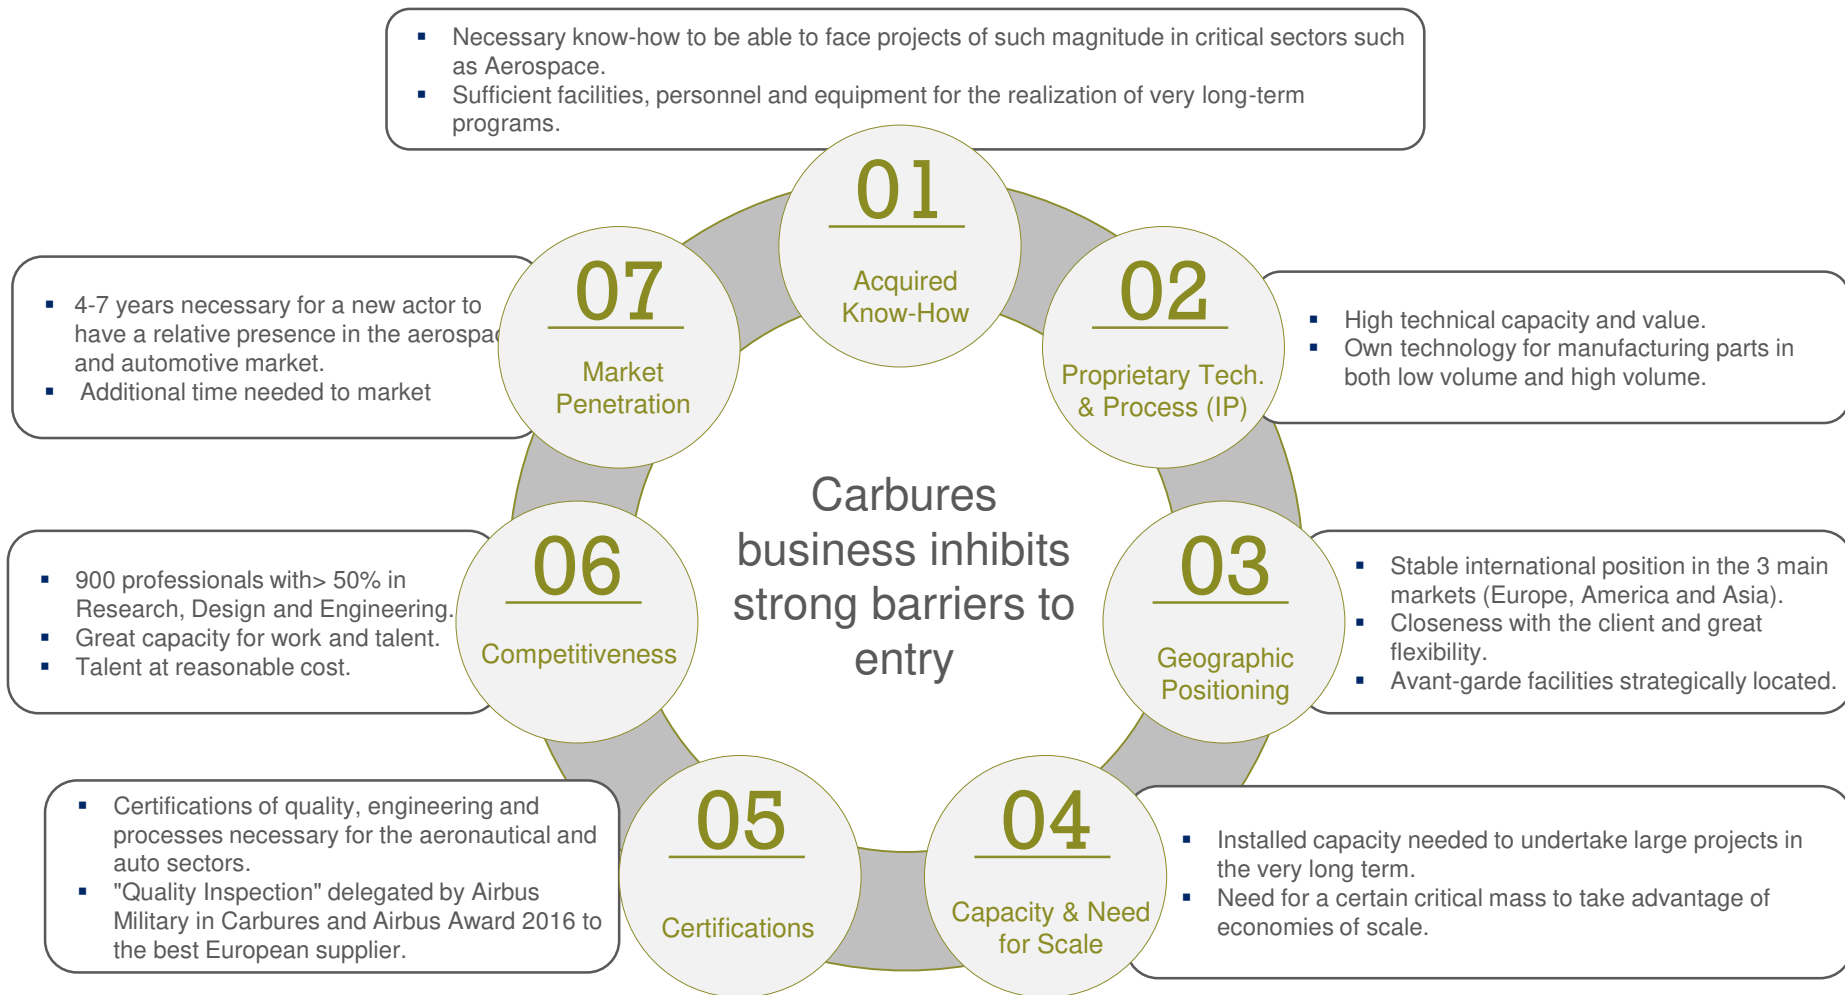 Necessary know-how to be able to face projects of such magnitude in critical sectors such
as Aerospace.
Sufficient facilities, personnel and equipment for the realization of very long-term
programs.
01
Acquired
Know-How
02
Proprietary Tech.
& Process (IP)
High technical capacity and value.
Own technology for manufacturing parts in
both low volume and high volume.
03
Geographic
Positioning
Stable international position in the 3 main
markets (Europe, America and Asia).
Closeness with the client and great
flexibility.
Avant-garde facilities strategically located.
04
Capacity & Need
for Scale
Installed capacity needed to undertake large projects in
the very long term.
Need for a certain critical mass to take advantage of
economies of scale.
05
Certifications
Certifications of quality, engineering and
processes necessary for the aeronautical and
auto sectors.
"Quality Inspection" delegated by Airbus
Military in Carbures and Airbus Award 2016 to
the best European supplier.
06
Competitiveness
900 professionals with> 50% in
Research, Design and Engineering.
Great capacity for work and talent.
Talent at reasonable cost.
07
Market
Penetration
4-7 years necessary for a new actor to
have a relative presence in the aerospac
and automotive market.
Additional time needed to market
Carbures
business inhibits
strong barriers to
entry